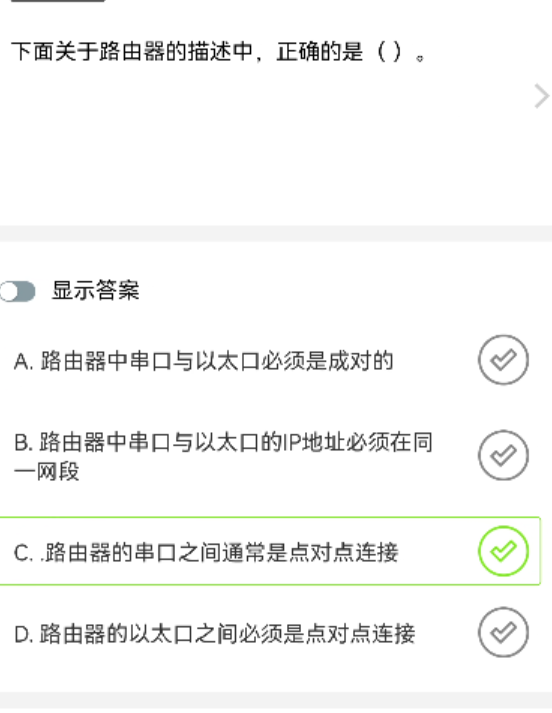 下面关于路由器的描述中，正确的是（ ）。
显示答案
A. 路由器中串口与以太口必须是成对的
B. 路由器中串口与以太口的IP地址必须在同
一网段
C. .路由器的串口之间通常是点对点连接
D. 路由器的以太口之间必须是点对点连接